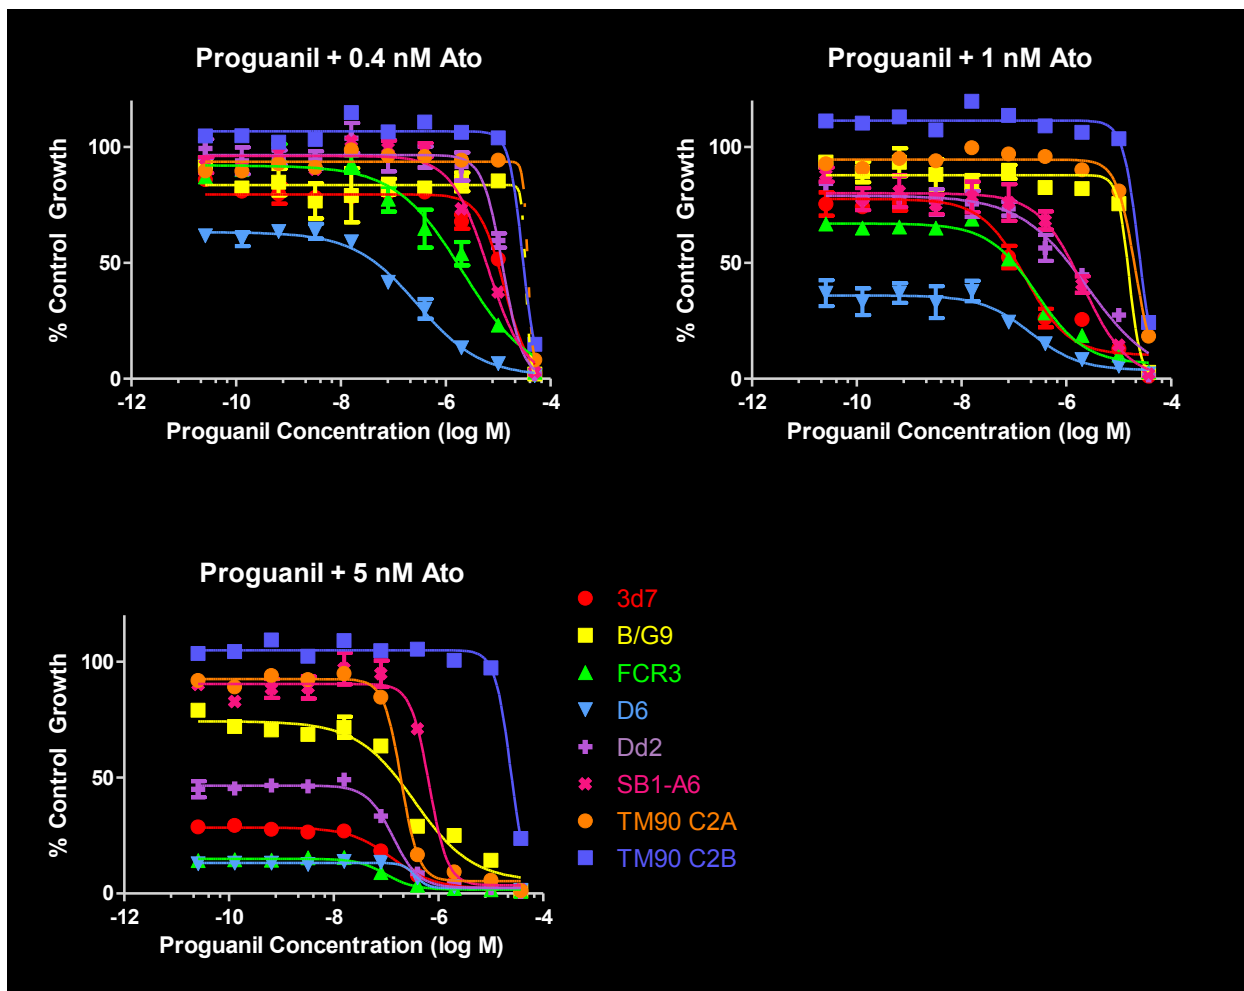 Proguanil + 0.4 nM Ato
% Control Growth
100
50
0
-12 -10 -8 -6 -4
Proguanil Concentration (log M)
Proguanil + 1 nM Ato
% Control Growth
100
50
0
-12 -10 -8 -6 -4
Proguanil Concentration (log M)
Proguanil + 5 nM Ato
% Control Growth
100
50
0
-12 -10 -8 -6 -4
Proguanil Concentration (log M)
3d7
B/G9
FCR3
D6
Dd2
SB1-A6
TM90 C2A
TM90 C2B